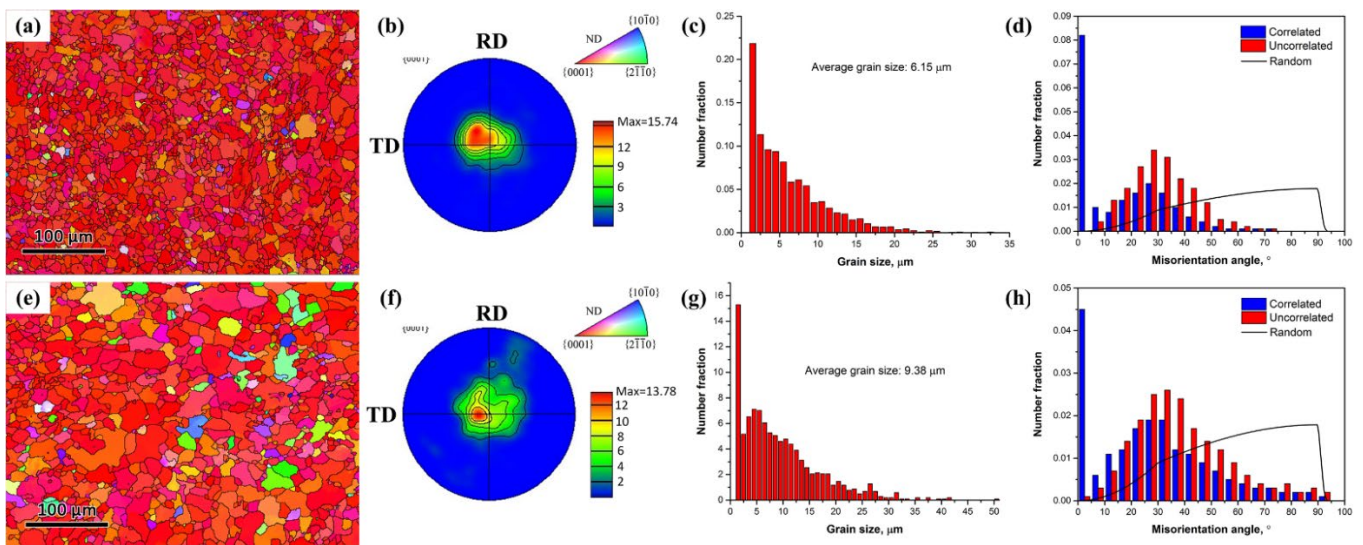 (a)
100 μm
(b)
RD
{0001}
TD
ND
{101̄0}
{0001}
{21̄1̄0}
Max=15.74
12
9
6
3
(c)
Average grain size: 6.15 μm
Number fraction
0.25
0.20
0.15
0.10
0.05
0.00
5 10 15 20 25 30 35
Grain size, μm
(d)
Correlated
Uncorrelated
Random
Number fraction
0.09
0.08
0.07
0.06
0.05
0.04
0.03
0.02
0.01
0.00
0 10 20 30 40 50 60 70 80 90 100
Misorientation angle, °
(e)
100 μm
(f)
RD
{0001}
TD
ND
{101̄0}
{0001}
{21̄1̄0}
Max=13.78
12
10
8
6
4
2
(g)
Average grain size: 9.38 μm
Number fraction
16
14
12
10
8
6
4
2
0
5 10 15 20 25 30 35 40 45 50
Grain size, μm
(h)
Correlated
Uncorrelated
Random
Number fraction
0.05
0.04
0.03
0.02
0.01
0.00
0 10 20 30 40 50 60 70 80 90 100
Misorientation angle, °